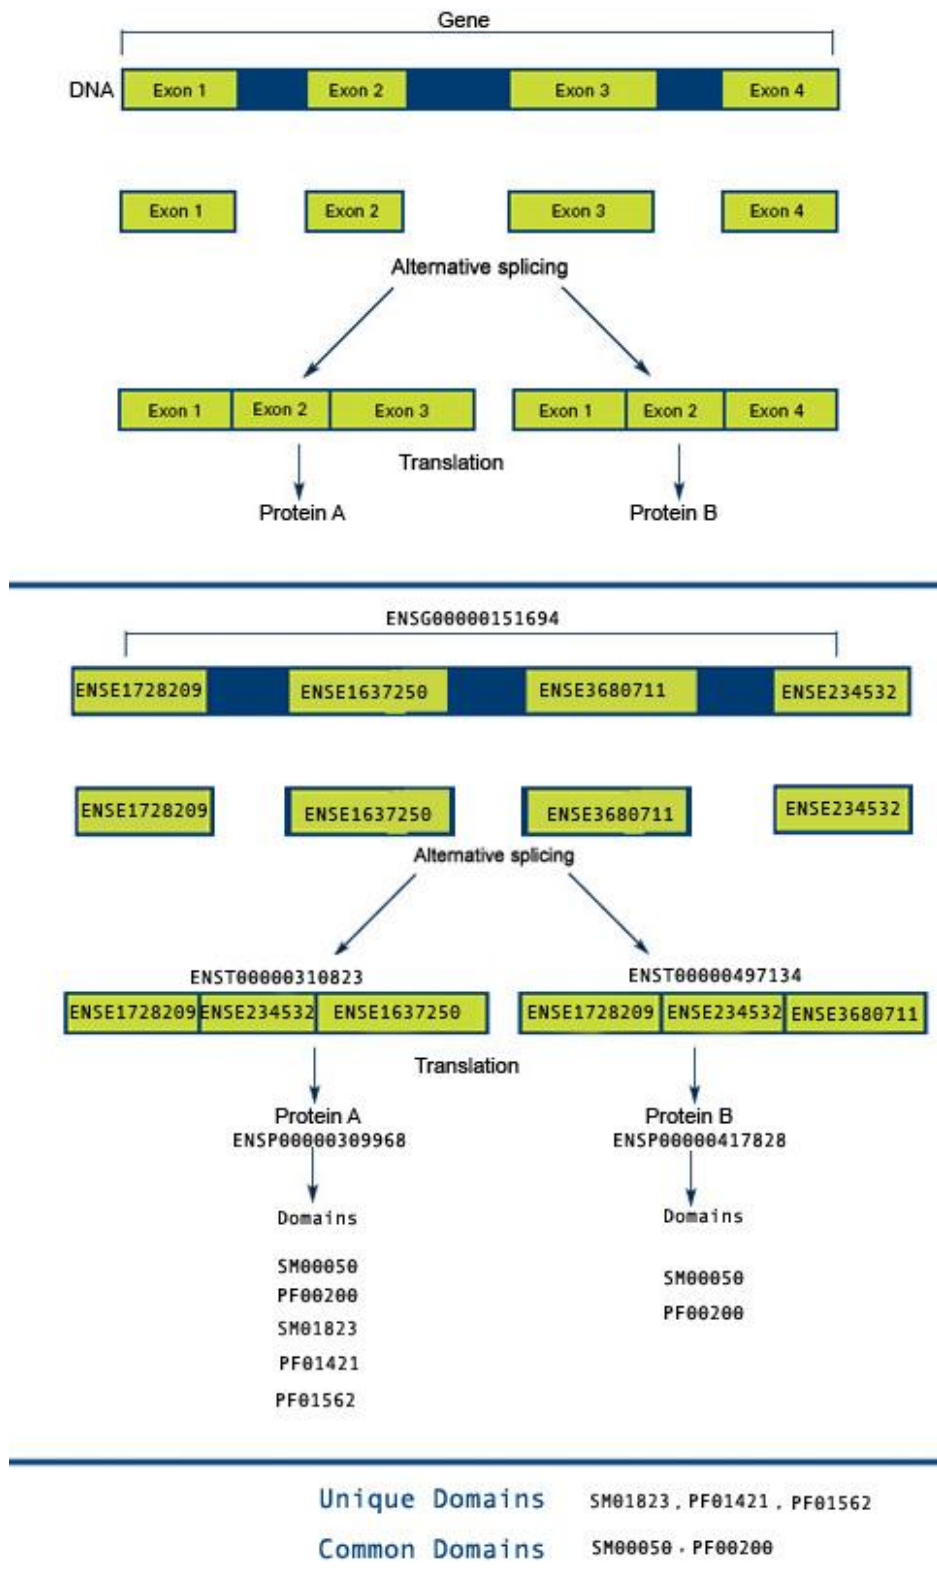 Gene
DNA Exon 1 Exon 2 Exon 3 Exon 4
Exon 1 Exon 2 Exon 3 Exon 4
Alternative splicing
Exon 1 Exon 2 Exon 3 Exon 1 Exon 2 Exon 4
Translation
Protein A Protein B
ENSG00000151694
ENSE1728209 ENSE1637250 ENSE3680711 ENSE234532
ENSE1728209 ENSE1637250 ENSE3680711 ENSE234532
Alternative splicing
ENST00000310823 ENST00000497134
ENSE1728209 ENSE234532 ENSE1637250 ENSE1728209 ENSE234532 ENSE3680711
Translation
Protein A Protein B
ENSP00000309968 ENSP00000417828
Domains Domains
SM00050 SM00050
PF00200 PF00200
SM01823
PF01421
PF01562
Unique Domains SM01823, PF01421, PF01562
Common Domains SM00050, PF00200